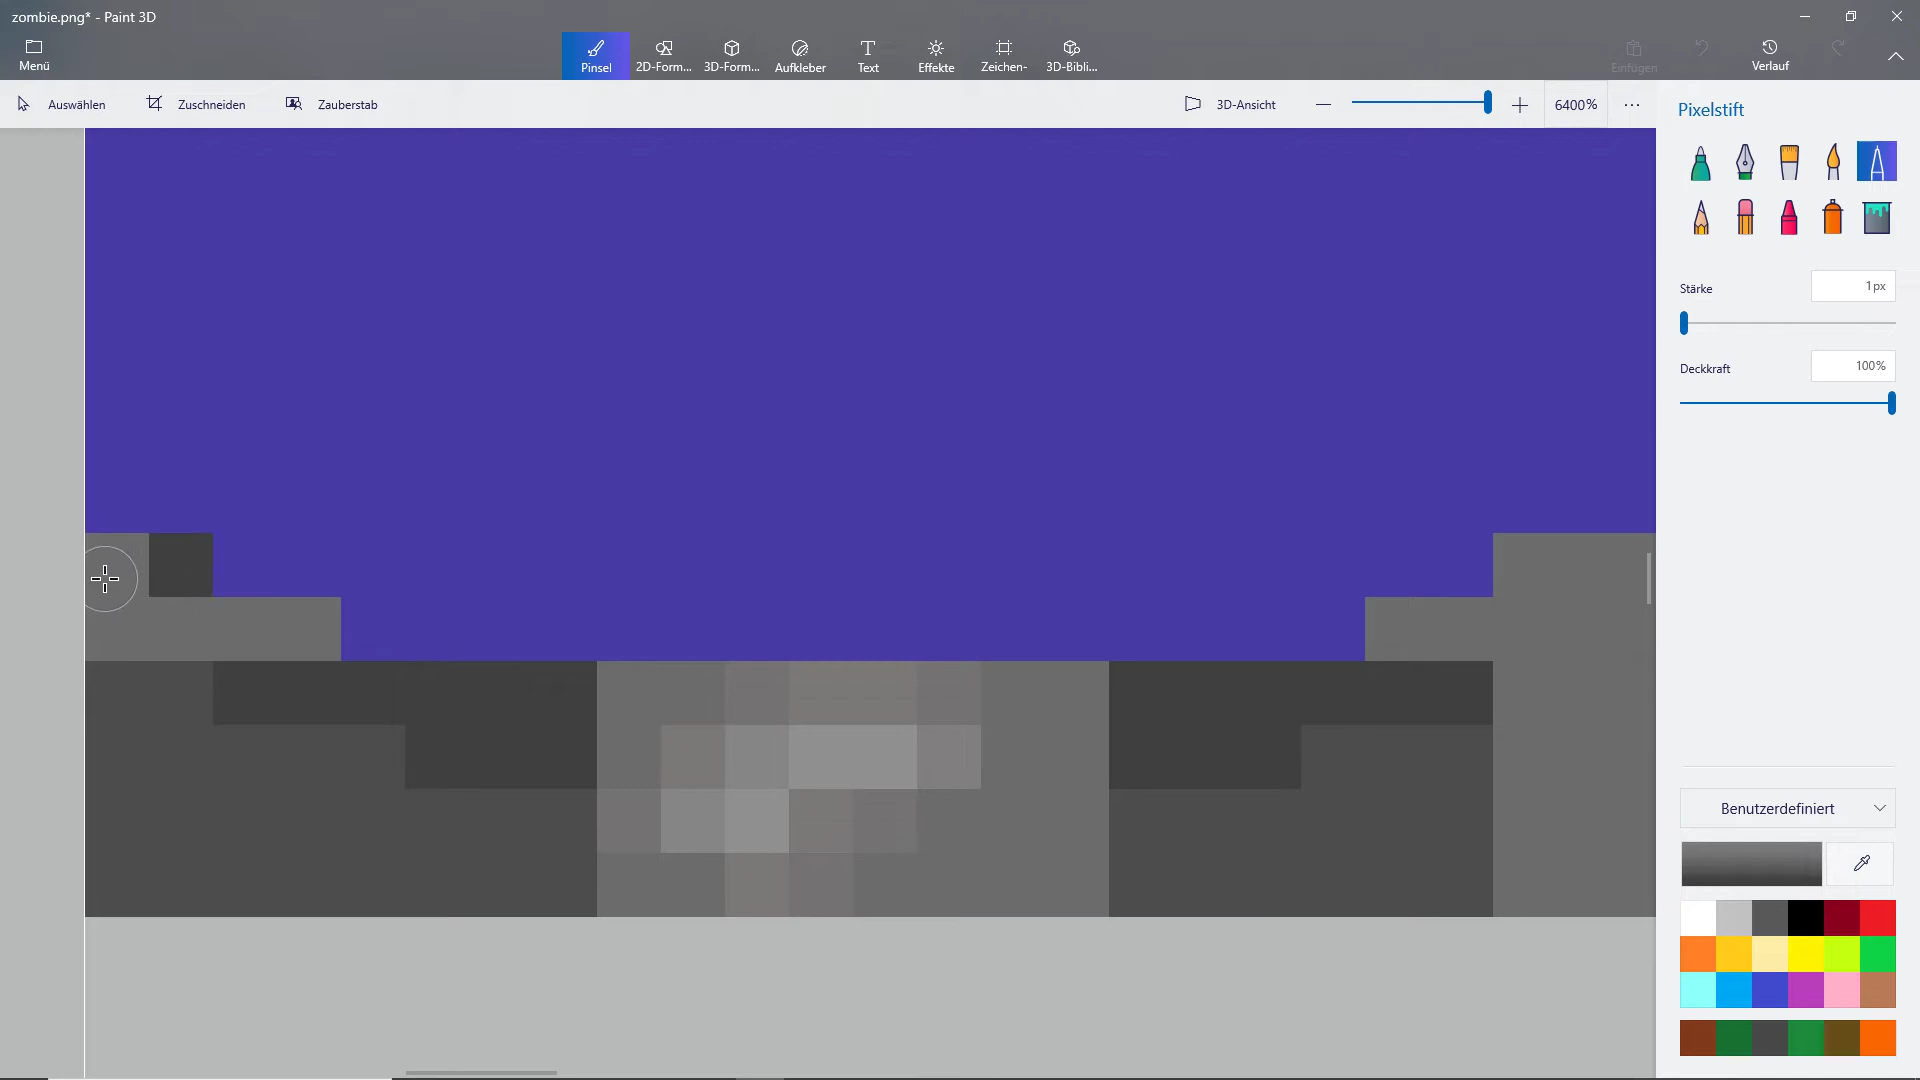 zombie.png* - Paint 3D
Menü
Pinsel
2D-Form...
3D-Form...
Aufkleber
Text
Effekte
Zeichen-
3D-Bibli...
Einfügen
Verlauf
Auswählen
Zuschneiden
Zauberstab
3D-Ansicht
6400%
Pixelstift
Stärke
1px
Deckkraft
100%
Benutzerdefiniert